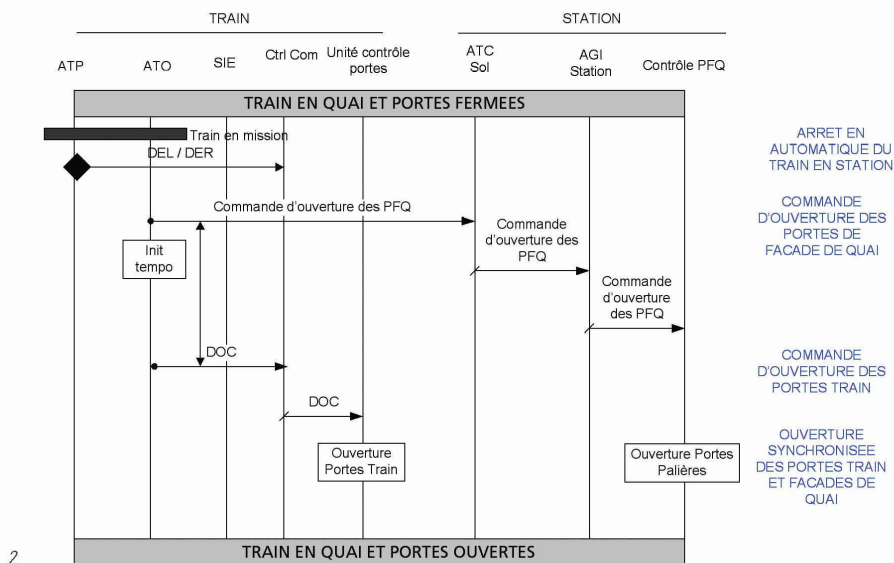 TRAIN
STATION
ATP
ATO
SIE
Ctrl Com
Unité contrôle
portes
ATC
Sol
AGI
Station
Contrôle PFQ
TRAIN EN QUAI ET PORTES FERMEES
Train en mission
DEL / DER
ARRET EN
AUTOMATIQUE DU
TRAIN EN STATION
Commande d'ouverture des PFQ
Init
tempo
Commande
d'ouverture des
PFQ
COMMANDE
D'OUVERTURE DES
PORTES DE
FACADE DE QUAI
Commande
d'ouverture
des PFQ
DOC
COMMANDE
D'OUVERTURE DES
PORTES TRAIN
DOC
Ouverture
Portes Train
Ouverture Portes
Palières
OUVERTURE
SYNCHRONISEE
DES PORTES TRAIN
ET FACADES DE
QUAI
TRAIN EN QUAI ET PORTES OUVERTES
2